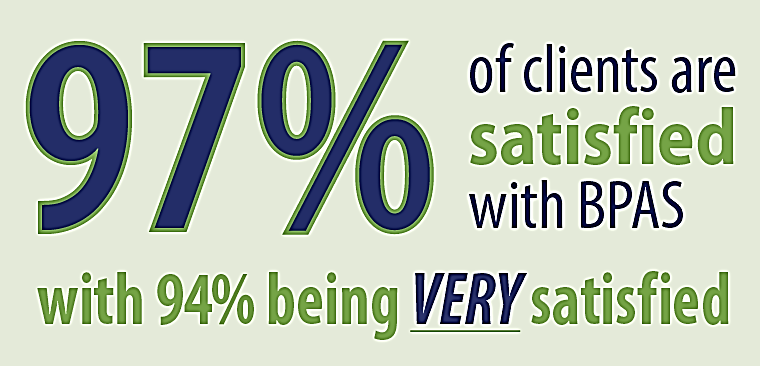 97% of clients are
satisfied
with BPAS
with 94% being VERY satisfied